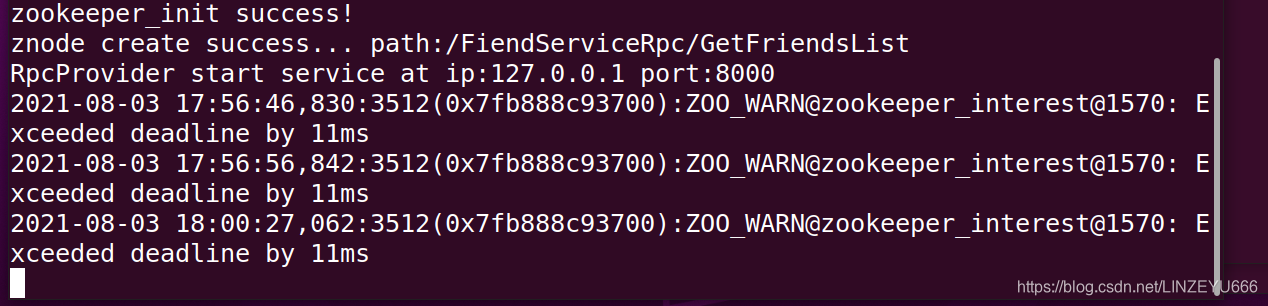 zookeeper_init success!
znode create success... path:/FiendServiceRpc/GetFriendsList
RpcProvider start service at ip:127.0.0.1 port:8000
2021-08-03 17:56:46,830:3512(0x7fb888c93700):ZOO_WARN@zookeeper_interest@1570: E
xceeded deadline by 11ms
2021-08-03 17:56:56,842:3512(0x7fb888c93700):ZOO_WARN@zookeeper_interest@1570: E
xceeded deadline by 11ms
2021-08-03 18:00:27,062:3512(0x7fb888c93700):ZOO_WARN@zookeeper_interest@1570: E
xceeded deadline by 11ms
https://blog.csdn.net/LINZEYU666